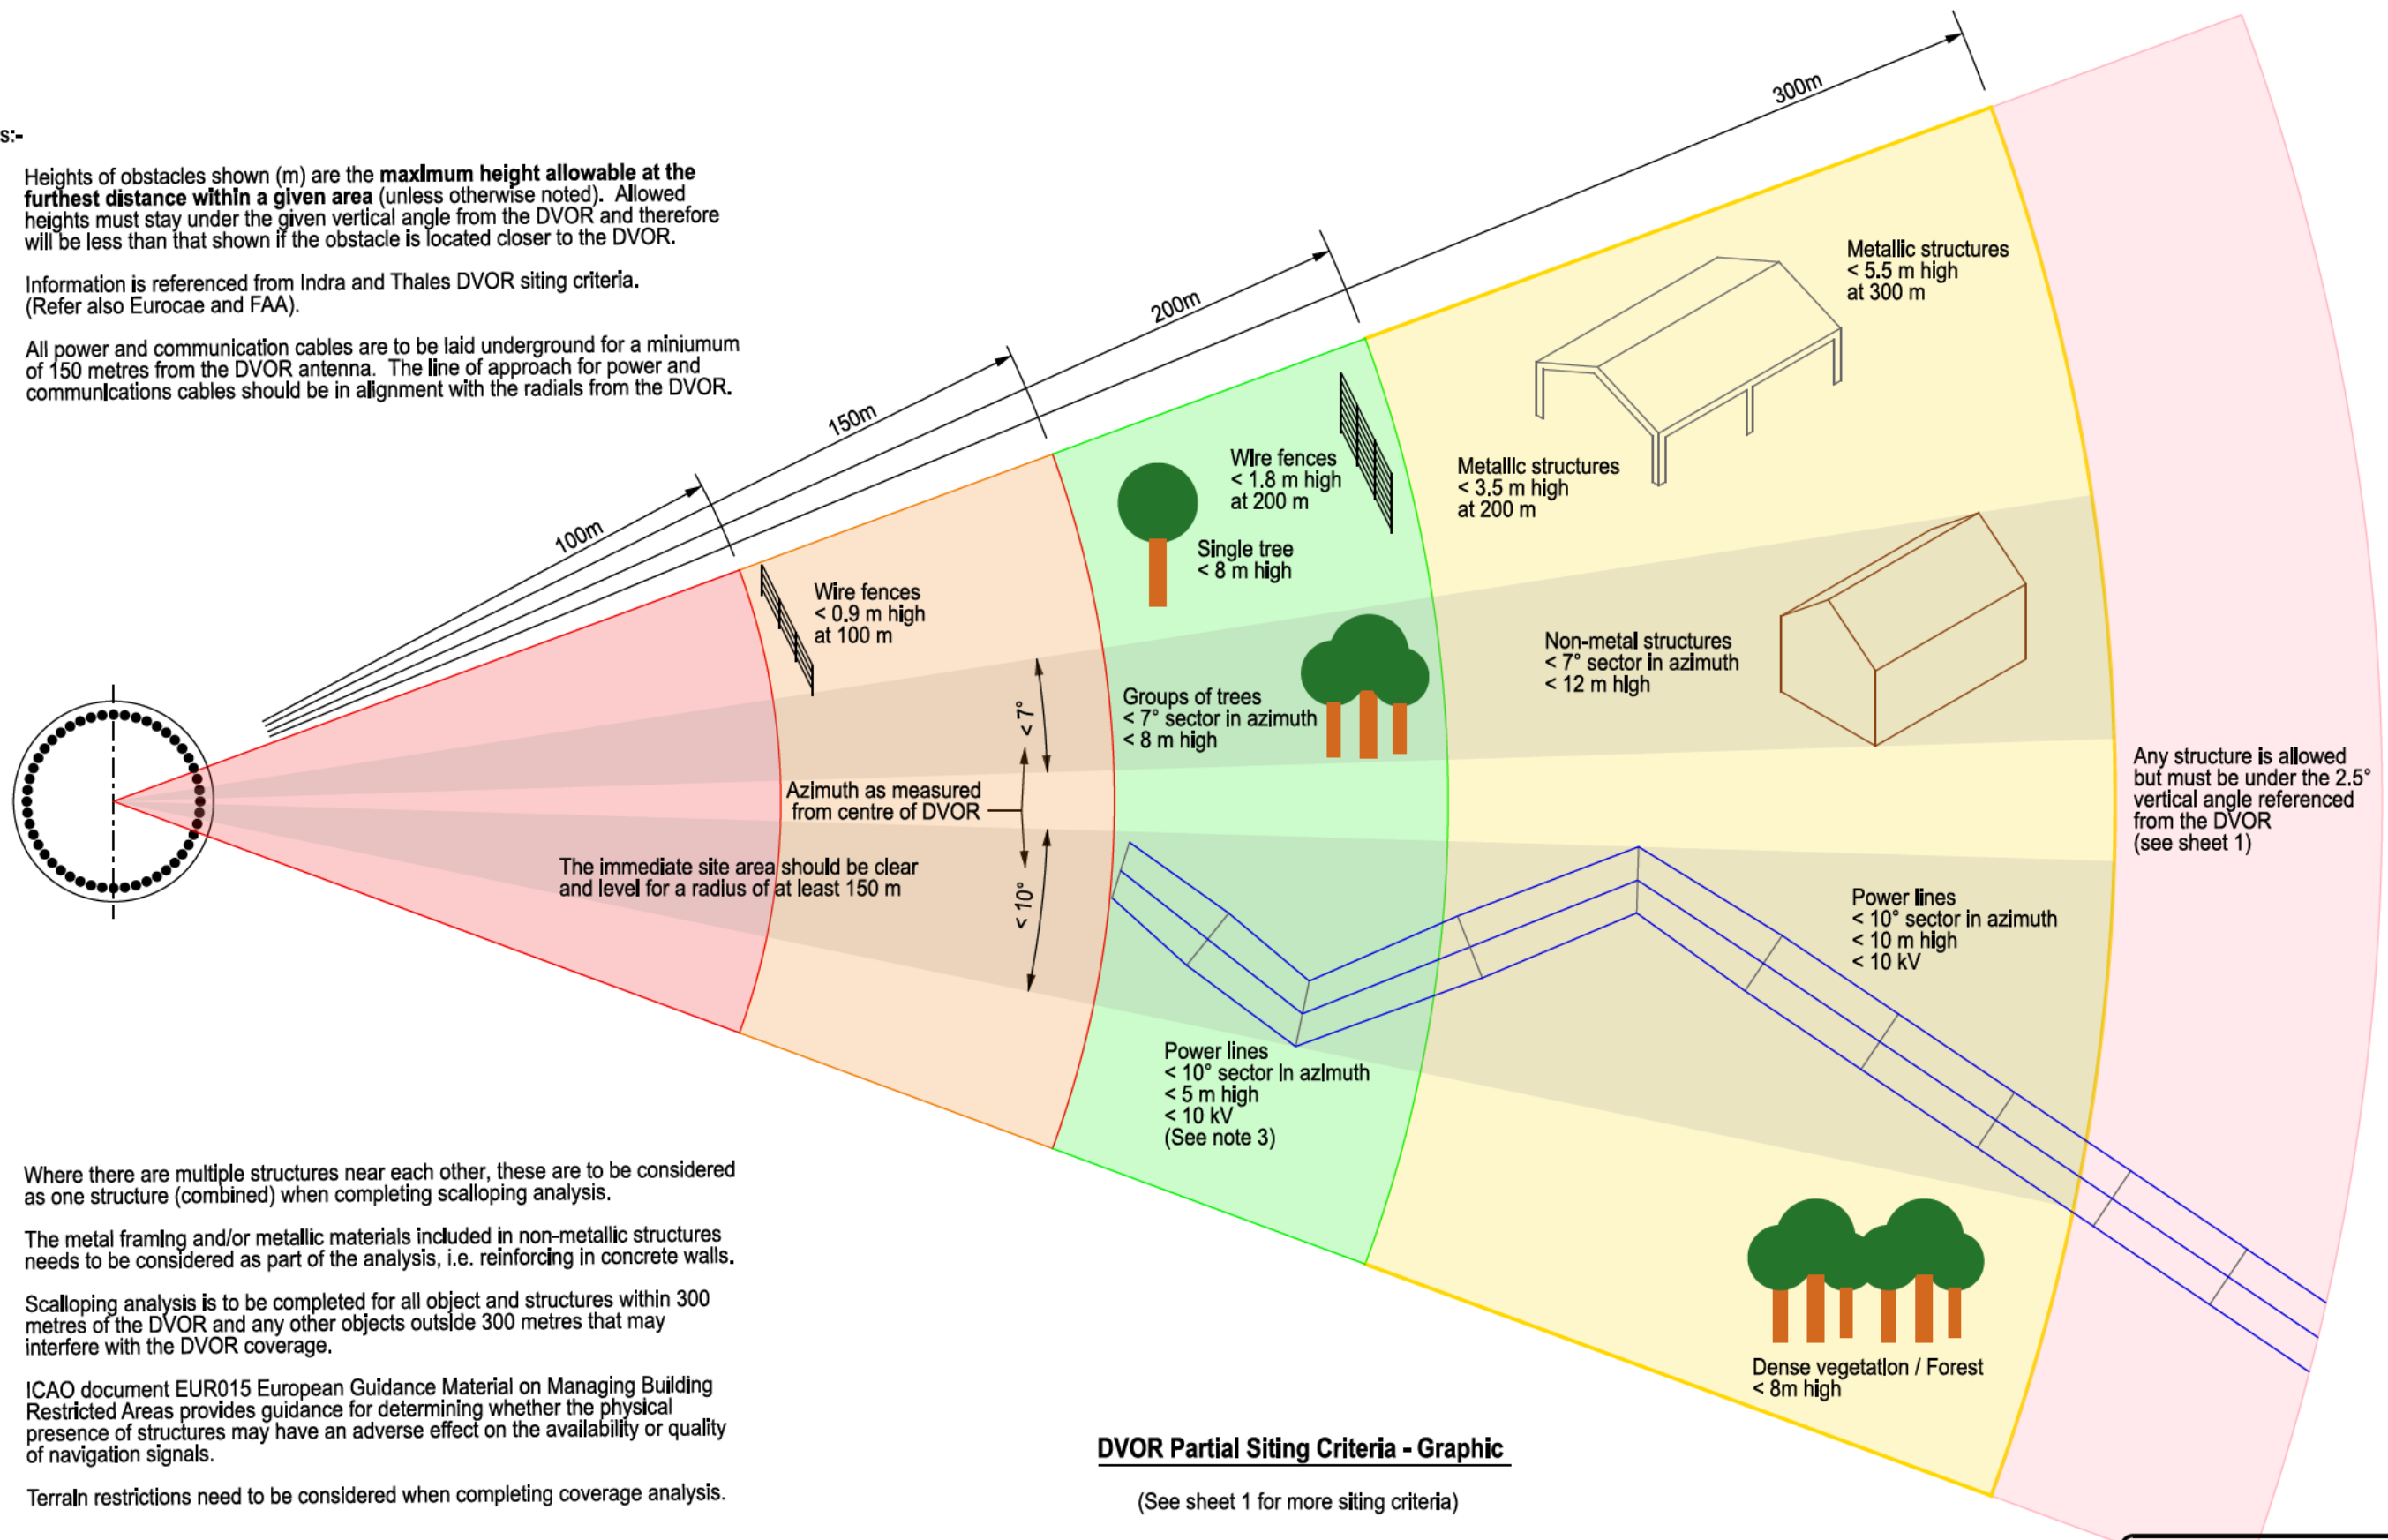 s:-
Heights of obstacles shown (m) are the maximum height allowable at the
furthest distance within a given area (unless otherwise noted). Allowed
heights must stay under the given vertical angle from the DVOR and therefore
will be less than that shown if the obstacle is located closer to the DVOR.
Information is referenced from Indra and Thales DVOR siting criteria.
(Refer also Eurocae and FAA).
All power and communication cables are to be laid underground for a miniumum
of 150 metres from the DVOR antenna. The line of approach for power and
communications cables should be in alignment with the radials from the DVOR.
100m
150m
200m
300m
Metallic structures
< 5.5 m high
at 300 m
Metallic structures
< 3.5 m high
at 200 m
Wire fences
< 1.8 m high
at 200 m
Single tree
< 8 m high
Wire fences
< 0.9 m high
at 100 m
Non-metal structures
< 7° sector in azimuth
< 12 m high
Groups of trees
< 7° sector in azimuth
< 8 m high
< 7°
Azimuth as measured
from centre of DVOR
< 10°
The immediate site area should be clear
and level for a radius of at least 150 m
Any structure is allowed
but must be under the 2.5°
vertical angle referenced
from the DVOR
(see sheet 1)
Power lines
< 10° sector in azimuth
< 10 m high
< 10 kV
Power lines
< 10° sector in azimuth
< 5 m high
< 10 kV
(See note 3)
Dense vegetation / Forest
< 8m high
Where there are multiple structures near each other, these are to be considered
as one structure (combined) when completing scalloping analysis.
The metal framing and/or metallic materials included in non-metallic structures
needs to be considered as part of the analysis, i.e. reinforcing in concrete walls.
Scalloping analysis is to be completed for all object and structures within 300
metres of the DVOR and any other objects outside 300 metres that may
interfere with the DVOR coverage.
ICAO document EUR015 European Guidance Material on Managing Building
Restricted Areas provides guidance for determining whether the physical
presence of structures may have an adverse effect on the availability or quality
of navigation signals.
Terrain restrictions need to be considered when completing coverage analysis.
DVOR Partial Siting Criteria - Graphic
(See sheet 1 for more siting criteria)